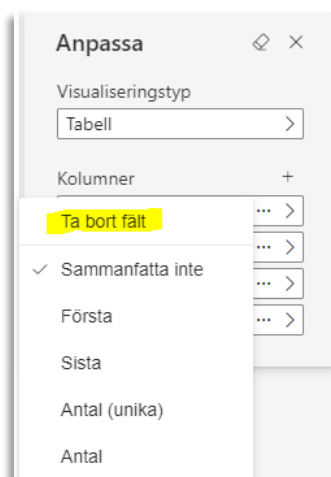 Anpassa
Visualiseringstyp
Tabell
Kolumner
Ta bort fält
Sammanfatta inte
Första
Sista
Antal (unika)
Antal